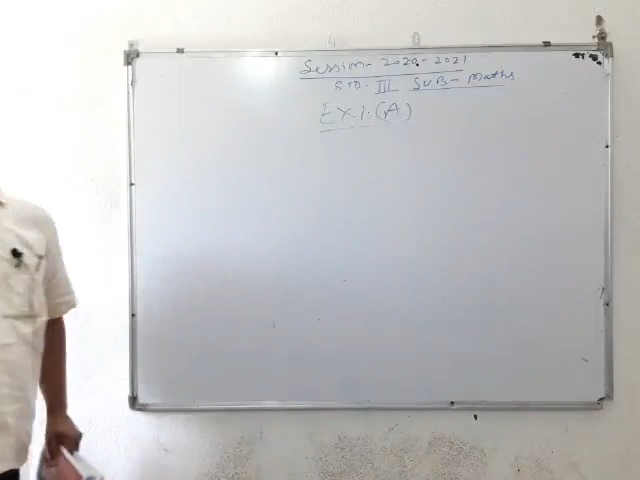 Session- 2020-2021
STD- III SUB- Maths
Ex 1.(A)